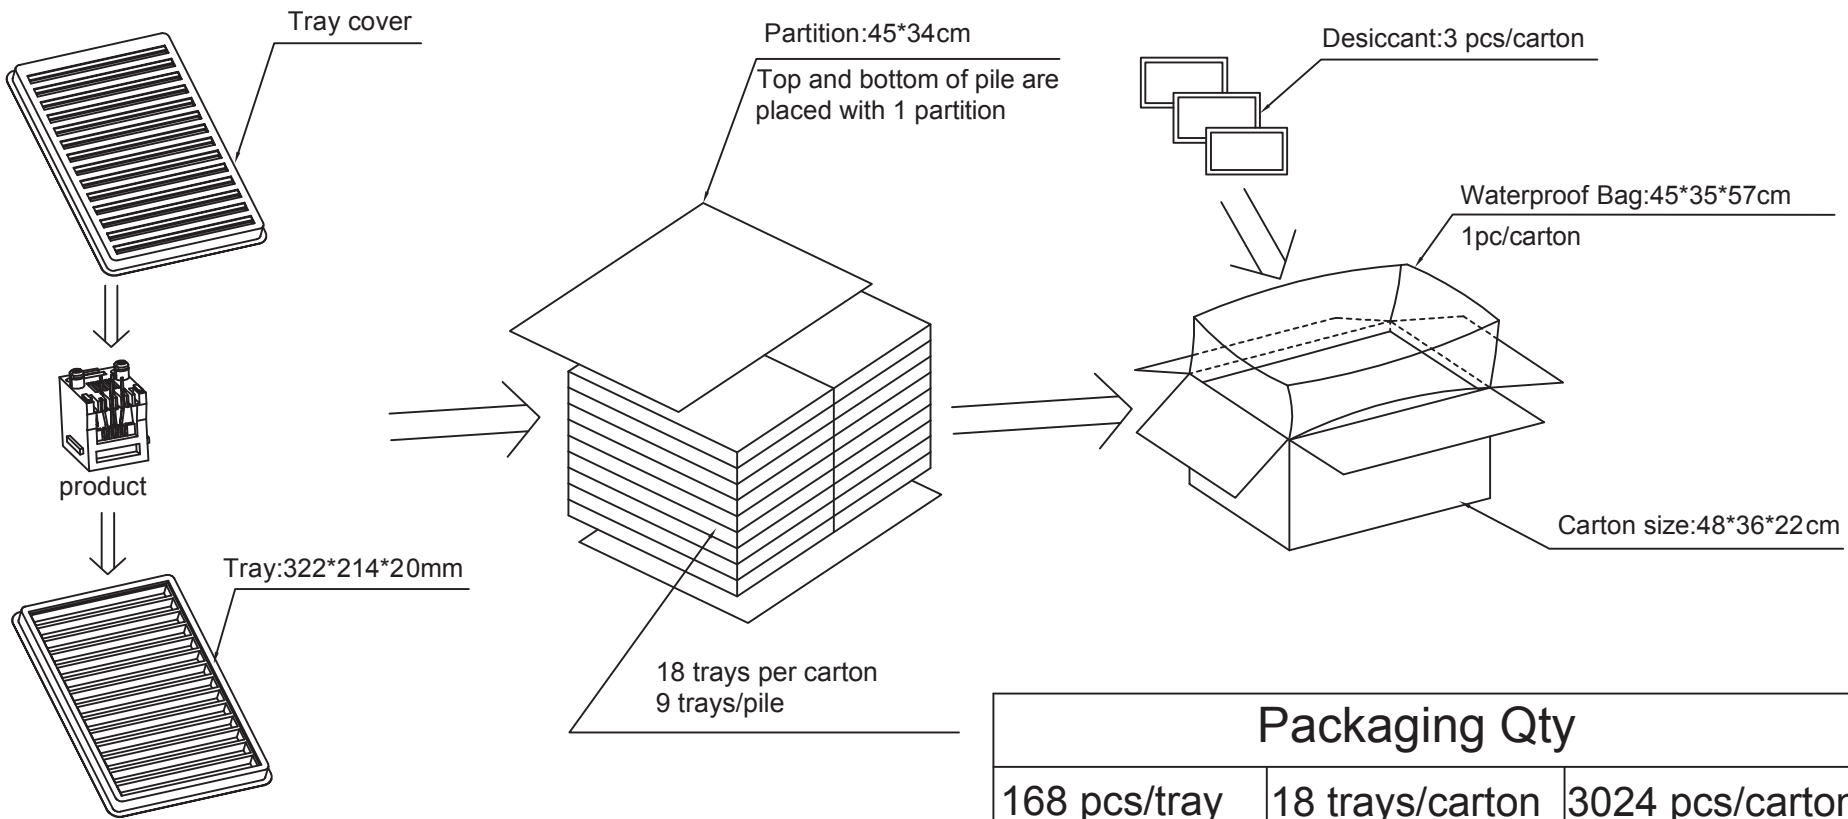 Tray cover
product
Tray:322*214*20mm
Partition:45*34cm
Top and bottom of pile are
placed with 1 partition
18 trays per carton
9 trays/pile
Desiccant:3 pcs/carton
Waterproof Bag:45*35*57cm
1pc/carton
Carton size:48*36*22cm
Packaging Qty
168 pcs/tray 18 trays/carton 3024 pcs/carton